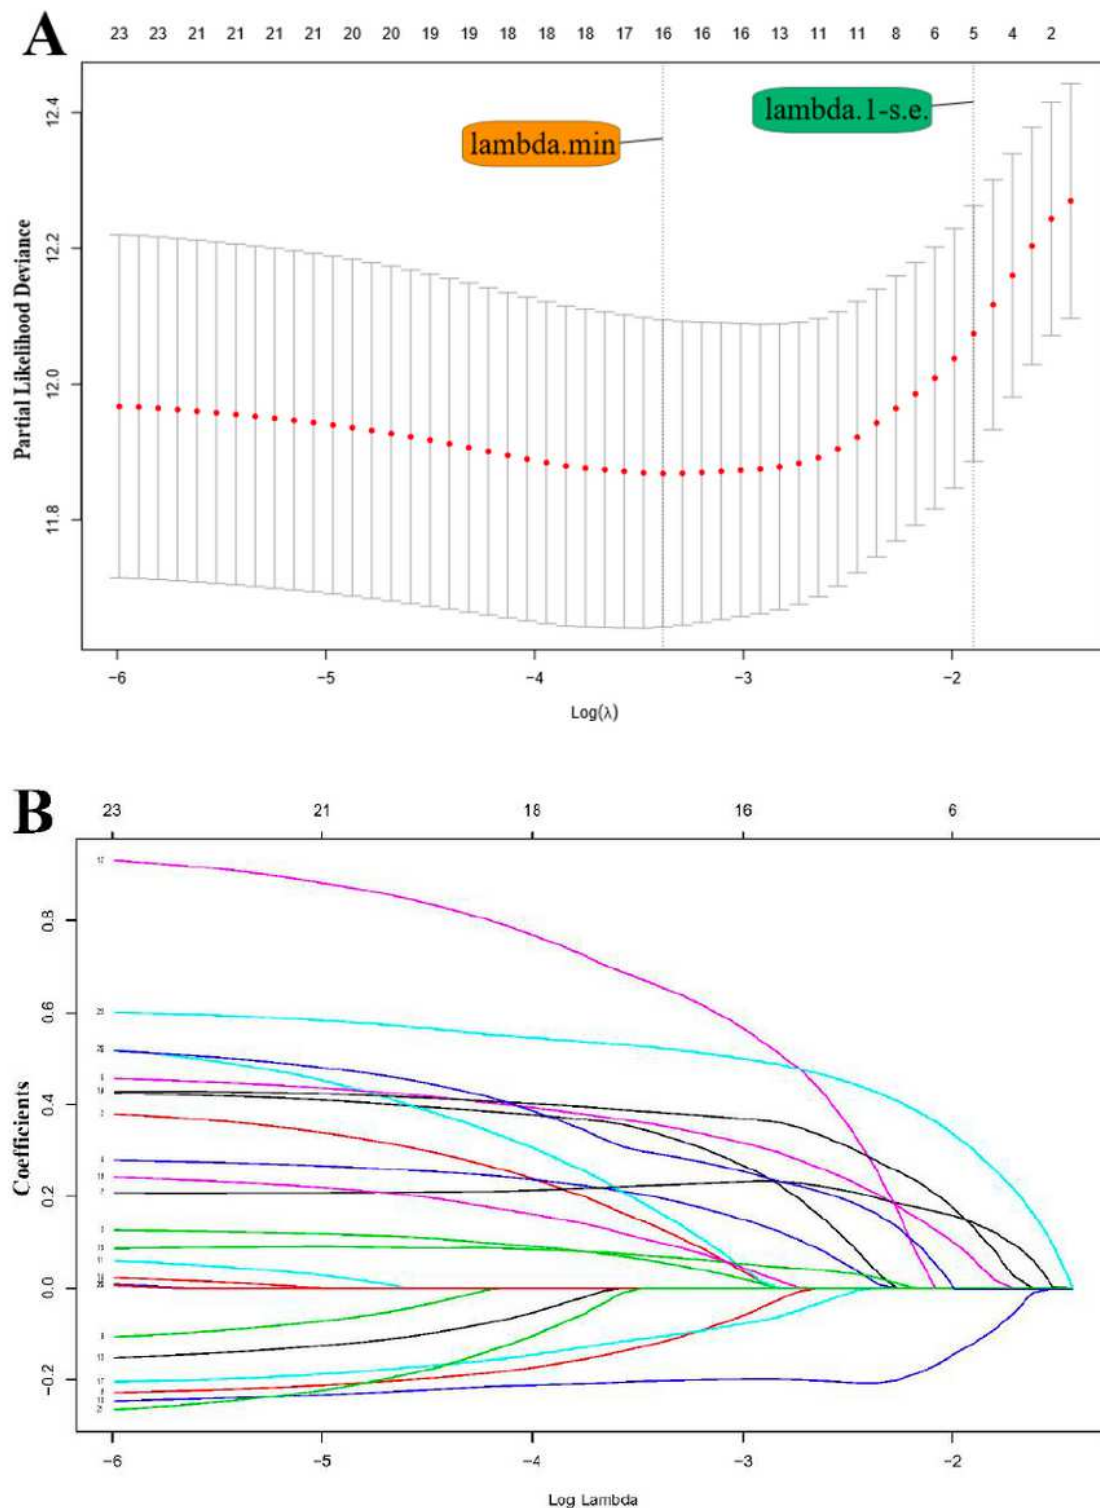 A
23 23 21 21 21 21 20 20 19 19 18 18 18 17 16 16 16 13 11 11 8 6 5 4 2
lambda.min
lambda.1-s.e.
12.4
12.2
12.0
11.8
Partial Likelihood Deviance
−6 −5 −4 −3 −2
Log(λ)
B
23 21 18 16 6
0.8
0.6
0.4
0.2
0.0
−0.2
Coefficients
−6 −5 −4 −3 −2
Log Lambda